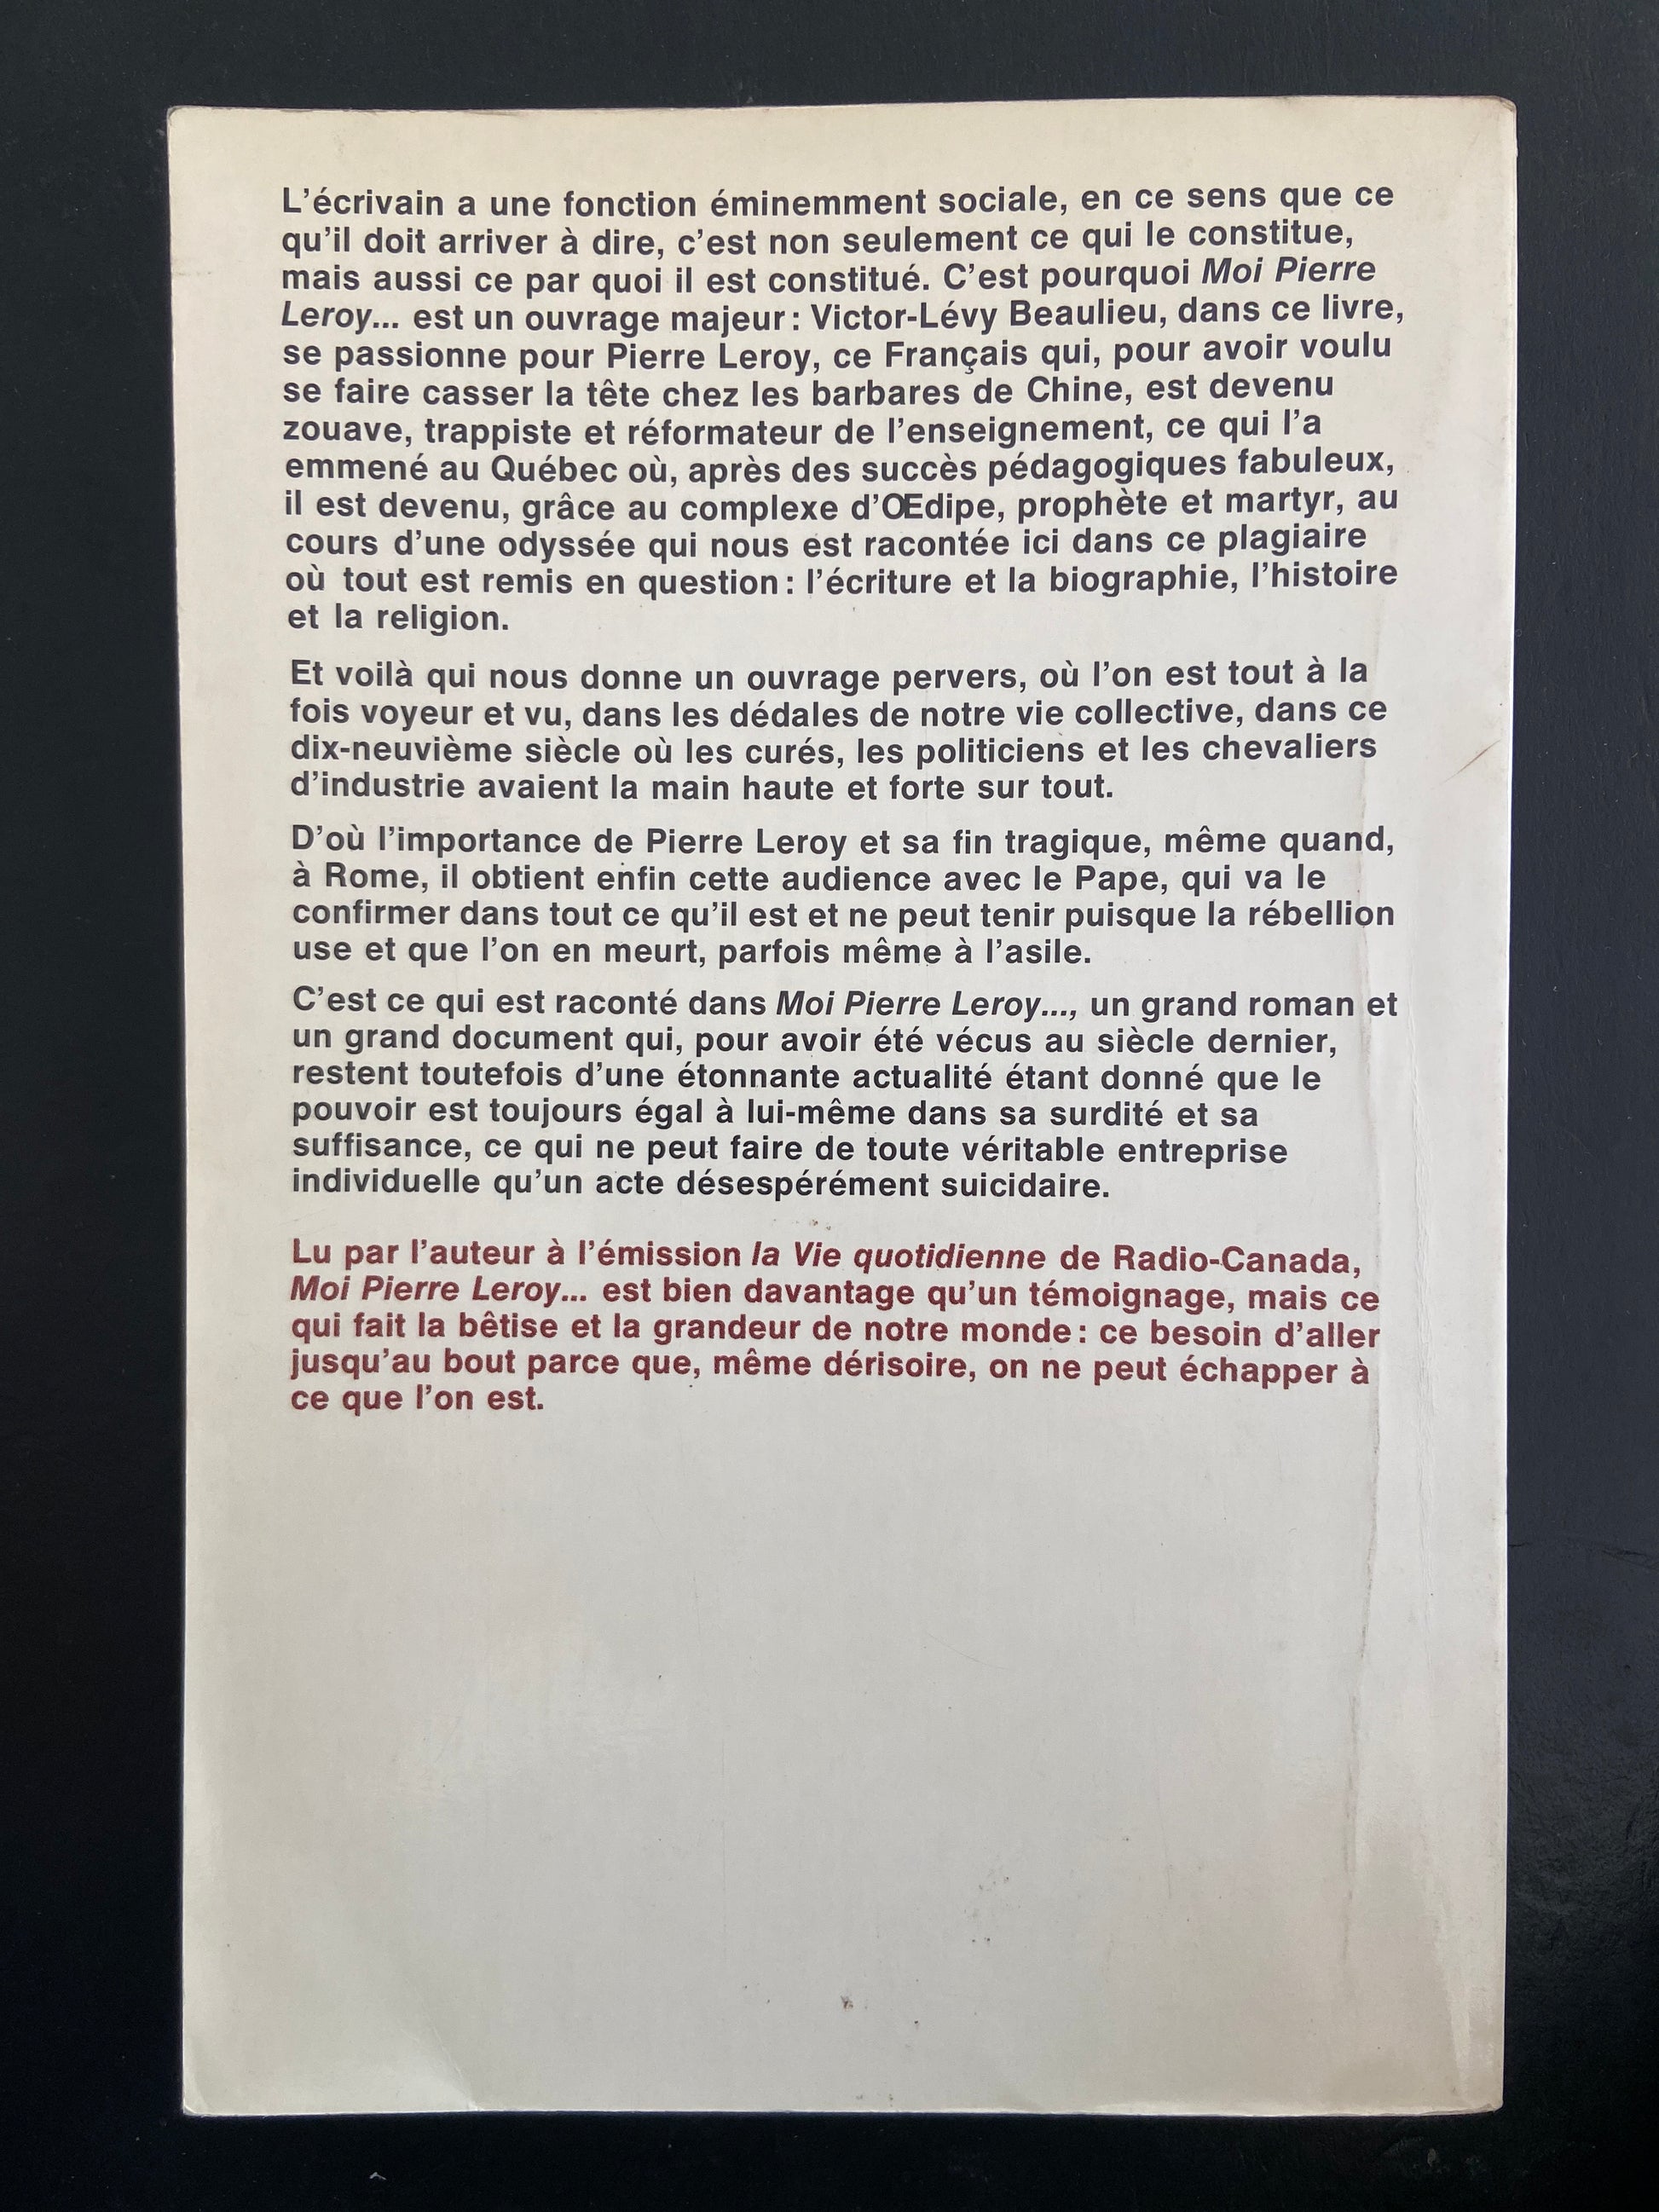 L'écrivain a une fonction éminemment sociale, en ce sens que ce
qu'il doit arriver à dire, c'est non seulement ce qui le constitue,
mais aussi ce par quoi il est constitué. C'est pourquoi Moi Pierre
Leroy... est un ouvrage majeur : Victor-Lévy Beaulieu, dans ce livre,
se passionne pour Pierre Leroy, ce Français qui, pour avoir voulu
se faire casser la tête chez les barbares de Chine, est devenu
zouave, trappiste et réformateur de l'enseignement, ce qui l'a
emmené au Québec où, après des succès pédagogiques fabuleux,
il est devenu, grâce au complexe d'Œdipe, prophète et martyr, au
cours d'une odyssée qui nous est racontée ici dans ce plagiaire
où tout est remis en question : l'écriture et la biographie, l'histoire
et la religion.
Et voilà qui nous donne un ouvrage pervers, où l'on est tout à la
fois voyeur et vu, dans les dédales de notre vie collective, dans ce
dix-neuvième siècle où les curés, les politiciens et les chevaliers
d'industrie avaient la main haute et forte sur tout.
D'où l'importance de Pierre Leroy et sa fin tragique, même quand,
à Rome, il obtient enfin cette audience avec le Pape, qui va le
confirmer dans tout ce qu'il est et ne peut tenir puisque la rébellion
use et que l'on en meurt, parfois même à l'asile.
C'est ce qui est raconté dans Moi Pierre Leroy..., un grand roman et
un grand document qui, pour avoir été vécus au siècle dernier,
restent toutefois d'une étonnante actualité étant donné que le
pouvoir est toujours égal à lui-même dans sa surdité et sa
suffisance, ce qui ne peut faire de toute véritable entreprise
individuelle qu'un acte désespérément suicidaire.
Lu par l'auteur à l'émission la Vie quotidienne de Radio-Canada,
Moi Pierre Leroy... est bien davantage qu'un témoignage, mais ce
qui fait la bêtise et la grandeur de notre monde : ce besoin d'aller
jusqu'au bout parce que, même dérisoire, on ne peut échapper à
ce que l'on est.